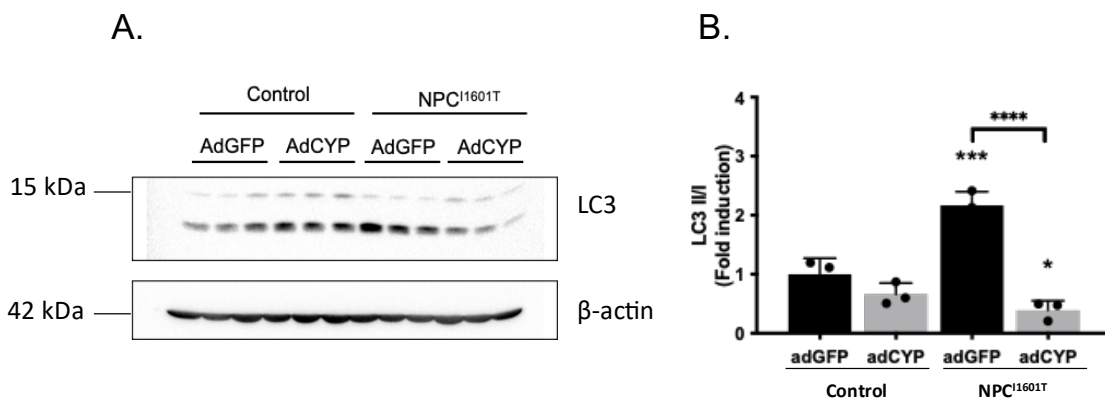 A.
Control NPCI1601T
AdGFP AdCYP AdGFP AdCYP
15 kDa
LC3
42 kDa
β-actin
B.
4
3
2
1
0
LC3 II/I
(Fold induction)
****
***
*
adGFP adCYP adGFP adCYP
Control NPCI1601T